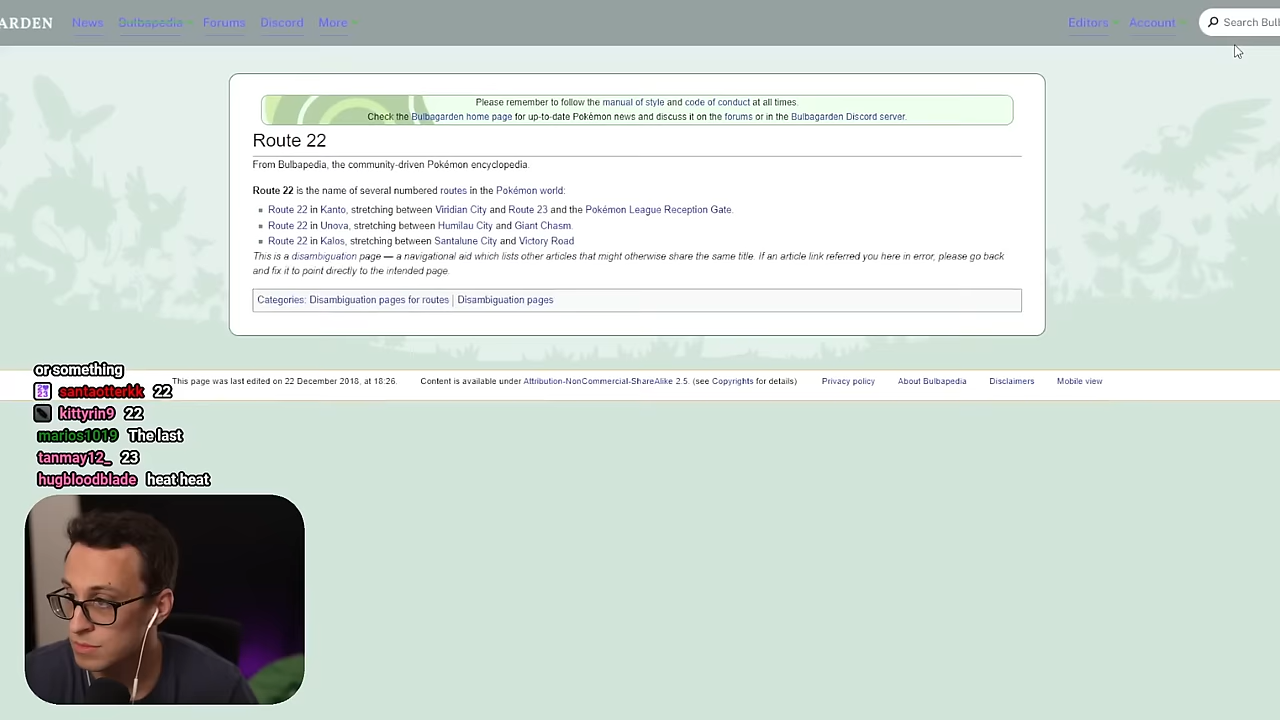 ARDEN News Bulbapedia Forums Discord More Editors Account Search Bul
Please remember to follow the manual of style and code of conduct at all times.
Check the Bulbagarden home page for up-to-date Pokémon news and discuss it on the forums or in the Bulbagarden Discord server.
Route 22
From Bulbapedia, the community-driven Pokémon encyclopedia.
Route 22 is the name of several numbered routes in the Pokémon world:
Route 22 in Kanto, stretching between Viridian City and Route 23 and the Pokémon League Reception Gate.
Route 22 in Unova, stretching between Humilau City and Giant Chasm.
Route 22 in Kalos, stretching between Santalune City and Victory Road
This is a disambiguation page — a navigational aid which lists other articles that might otherwise share the same title. If an article link referred you here in error, please go back
and fix it to point directly to the intended page.
Categories: Disambiguation pages for routes | Disambiguation pages
This page was last edited on 22 December 2018, at 18:26. Content is available under Attribution-NonCommercial-ShareAlike 2.5. (see Copyrights for details) Privacy policy About Bulbapedia Disclaimers Mobile view
or something
santaotterkk 22
kittyrin9 22
marios1019 The last
tanmay12_ 23
hugbloodblade heat heat